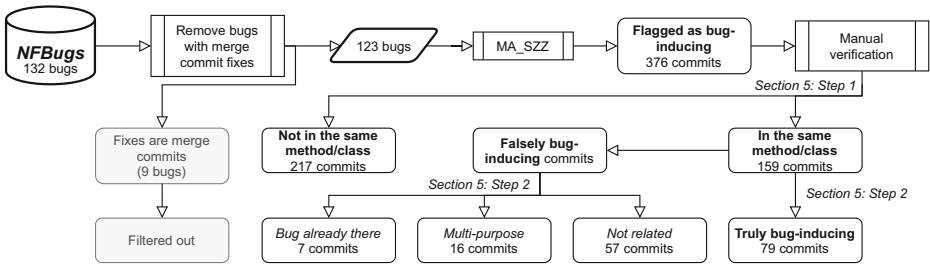 NFBugs
132 bugs
Remove bugs
with merge
commit fixes
123 bugs
MA_SZZ
Flagged as bug-
inducing
376 commits
Manual
verification
Section 5: Step 1
Fixes are merge
commits
(9 bugs)
Not in the same
method/class
217 commits
Falsely bug-
inducing commits
In the same
method/class
159 commits
Section 5: Step 2
Section 5: Step 2
Filtered out
Bug already there
7 commits
Multi-purpose
16 commits
Not related
57 commits
Truly bug-inducing
79 commits